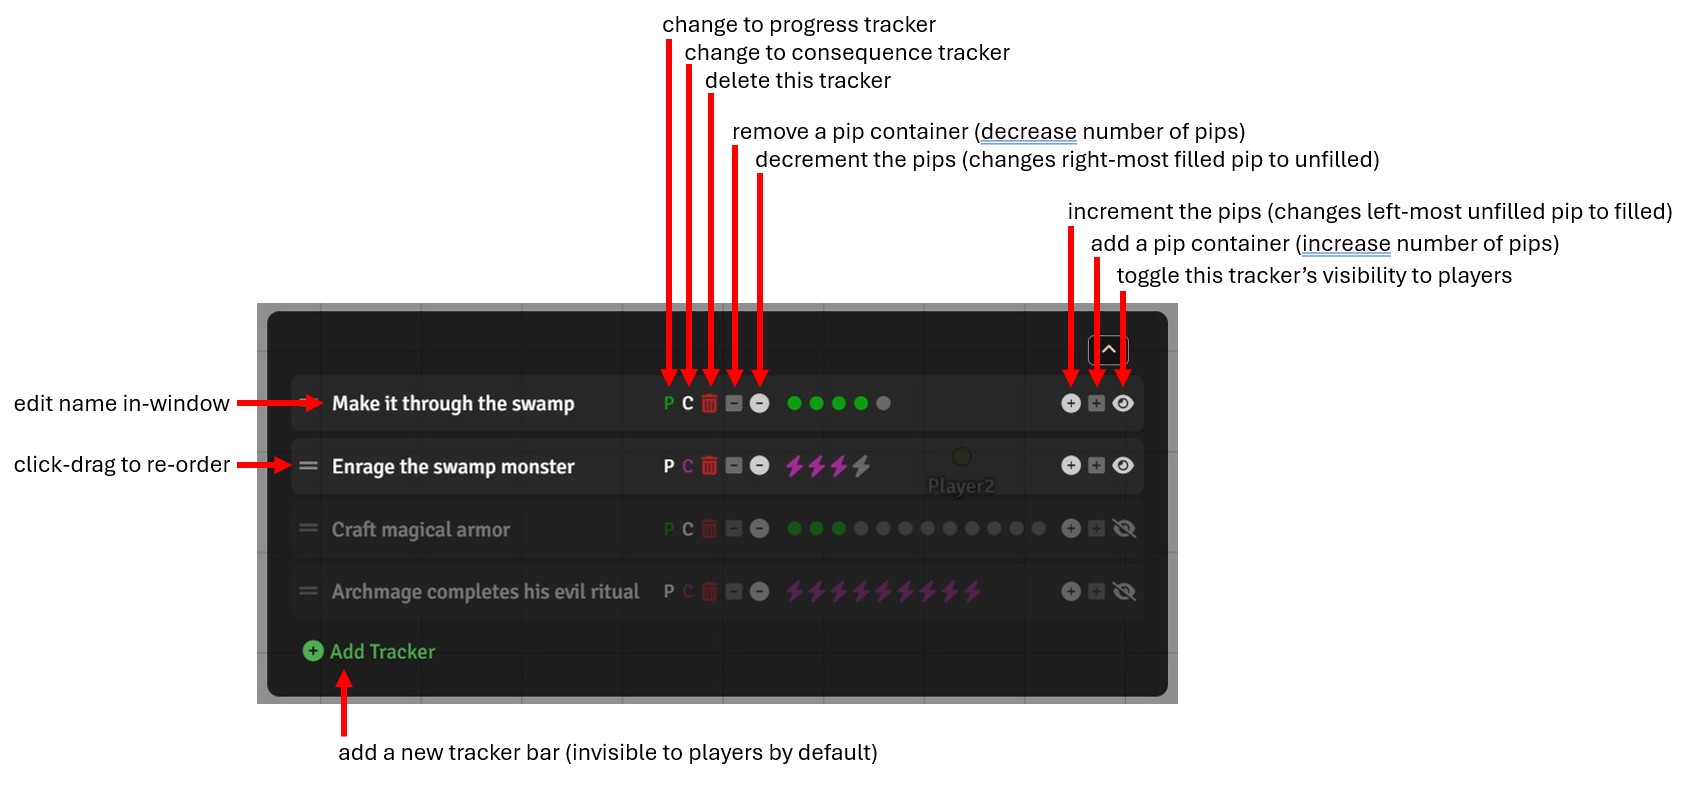 change to progress tracker
change to consequence tracker
delete this tracker
remove a pip container (decrease number of pips)
decrement the pips (changes right-most filled pip to unfilled)
increment the pips (changes left-most unfilled pip to filled)
add a pip container (increase number of pips)
toggle this tracker’s visibility to players
edit name in-window
Make it through the swamp P C
click-drag to re-order
Enrage the swamp monster P C
Player2
Craft magical armor P C
Archmage completes his evil ritual P C
Add Tracker
add a new tracker bar (invisible to players by default)